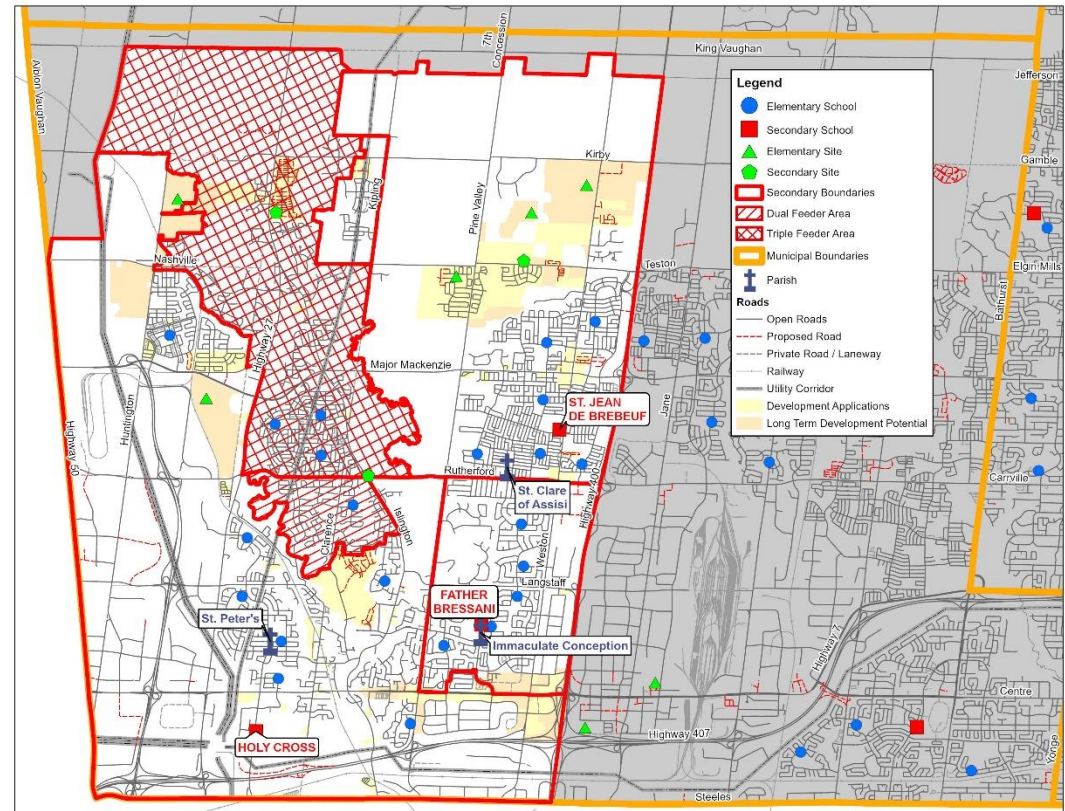 King Vaughan
7th
Concession
Albion Vaughan
Jefferson
Legend
Elementary School
Secondary School
Elementary Site
Secondary Site
Secondary Boundaries
Dual Feeder Area
Triple Feeder Area
Municipal Boundaries
Parish
Roads
Open Roads
Proposed Road
Private Road / Laneway
Railway
Utility Corridor
Development Applications
Long Term Development Potential
Gamble
Kirby
Kipling
Pine Valley
Nashville
Teston
Elgin Mills
Bathurst
Highway 27
Major Mackenzie
Huntington
Highway 50
Jane
ST. JEAN
DE BREBEUF
Rutherford
Carrville
St. Clare
of Assisi
Highway 400
Clarence
Islington
Weston
Langstaff
FATHER
BRESSANI
St. Peter's
Immaculate Conception
Highway 7
Centre
Highway 407
HOLY CROSS
Yonge
Steeles